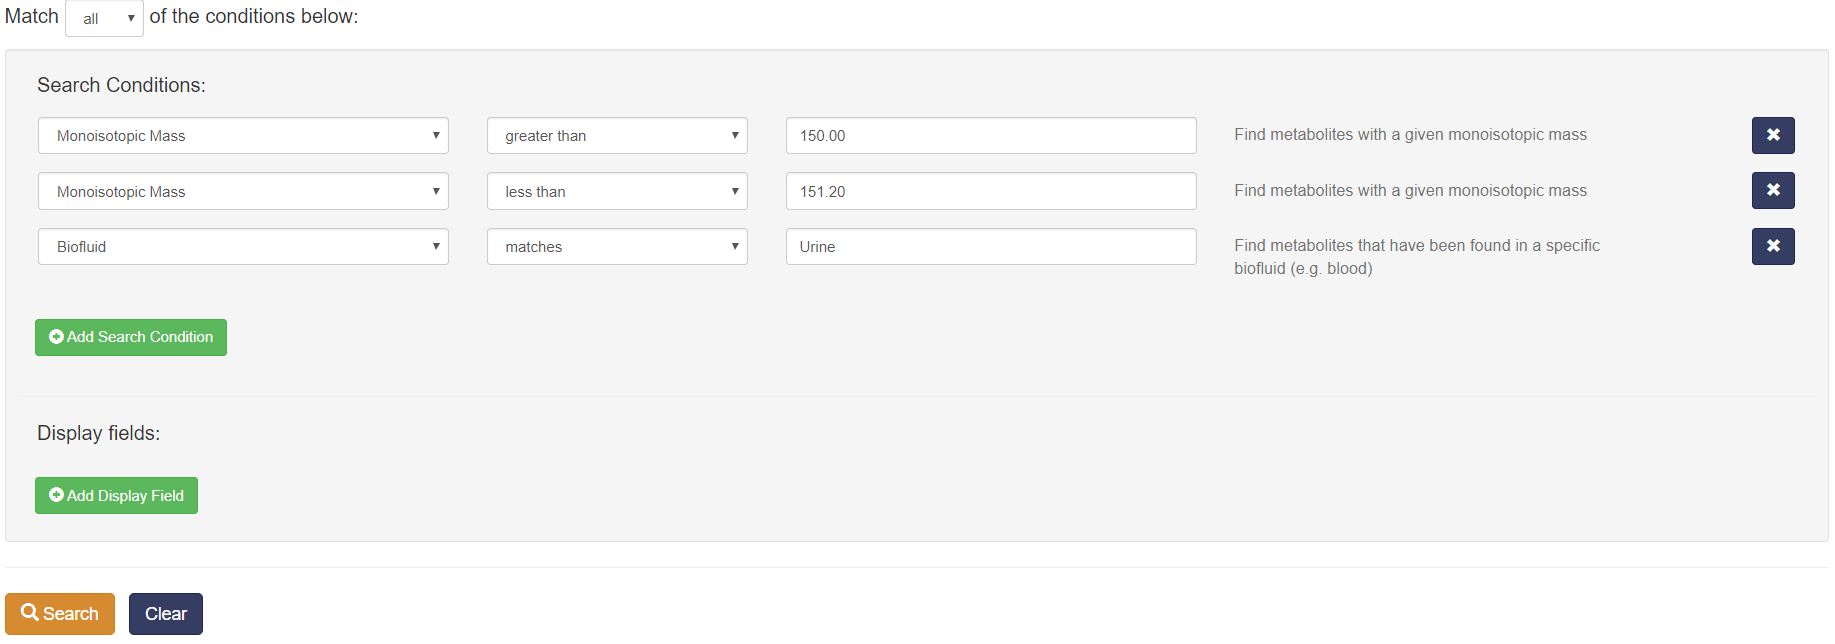 Match all of the conditions below:
Search Conditions:
Monoisotopic Mass greater than 150.00 Find metabolites with a given monoisotopic mass
Monoisotopic Mass less than 151.20 Find metabolites with a given monoisotopic mass
Biofluid matches Urine Find metabolites that have been found in a specific
biofluid (e.g. blood)
Add Search Condition
Display fields:
Add Display Field
Search Clear